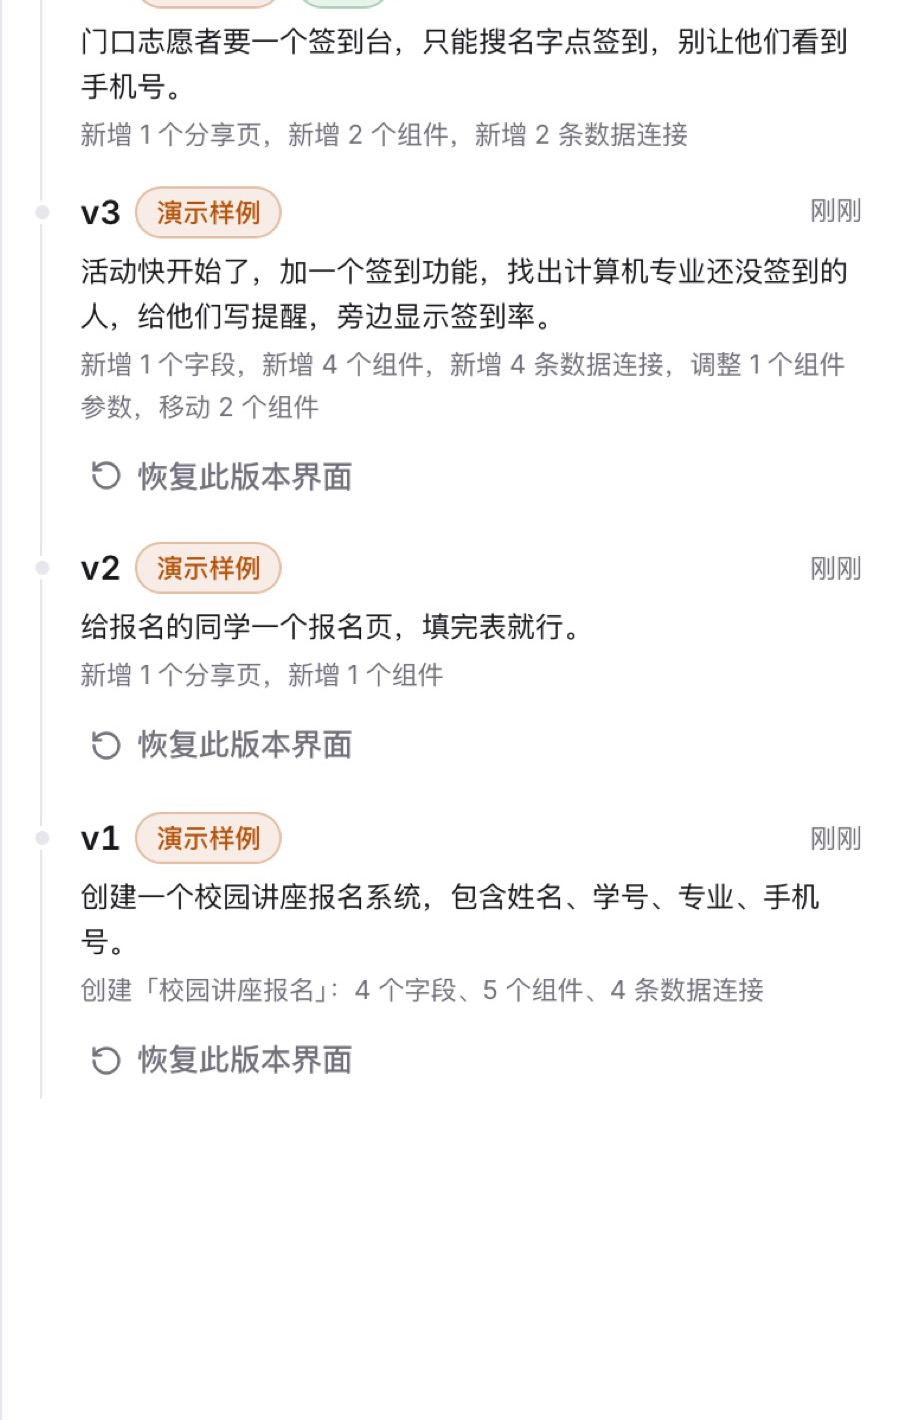 门口志愿者要一个签到台，只能搜名字点签到，别让他们看到
手机号。
新增 1 个分享页，新增 2 个组件，新增 2 条数据连接
v3 演示样例 刚刚
活动快开始了，加一个签到功能，找出计算机专业还没签到的
人，给他们写提醒，旁边显示签到率。
新增 1 个字段，新增 4 个组件，新增 4 条数据连接，调整 1 个组件
参数，移动 2 个组件
恢复此版本界面
v2 演示样例 刚刚
给报名的同学一个报名页，填完表就行。
新增 1 个分享页，新增 1 个组件
恢复此版本界面
v1 演示样例 刚刚
创建一个校园讲座报名系统，包含姓名、学号、专业、手机
号。
创建「校园讲座报名」：4 个字段、5 个组件、4 条数据连接
恢复此版本界面